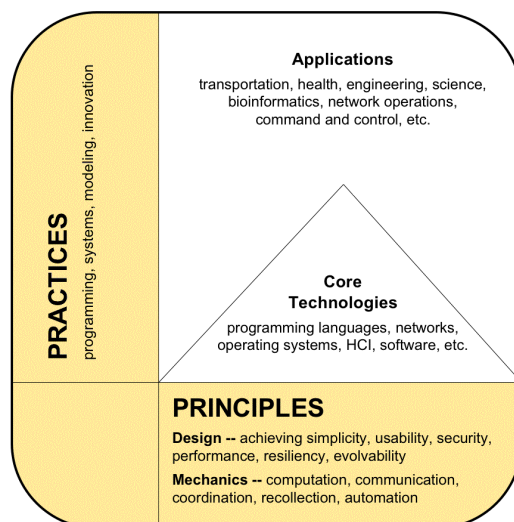 PRACTICES
programming, systems, modeling, innovation
Applications
transportation, health, engineering, science,
bioinformatics, network operations,
command and control, etc.
Core
Technologies
programming languages, networks,
operating systems, HCI, software, etc.
PRINCIPLES
Design -- achieving simplicity, usability, security,
performance, resiliency, evolvability
Mechanics -- computation, communication,
coordination, recollection, automation